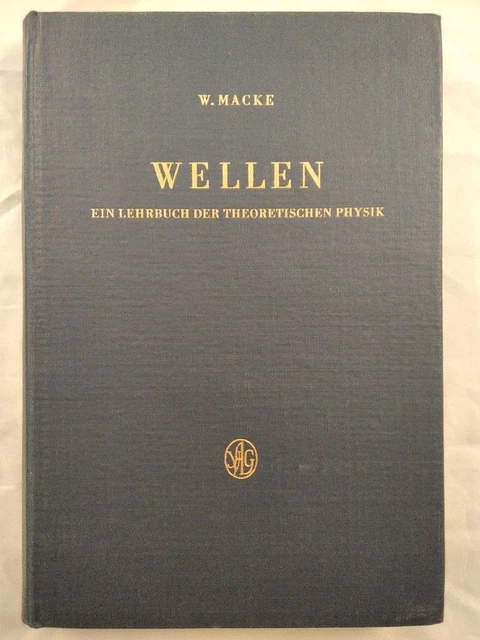 W. MACKE
WELLEN
EIN LEHRBUCH DER THEORETISCHEN PHYSIK